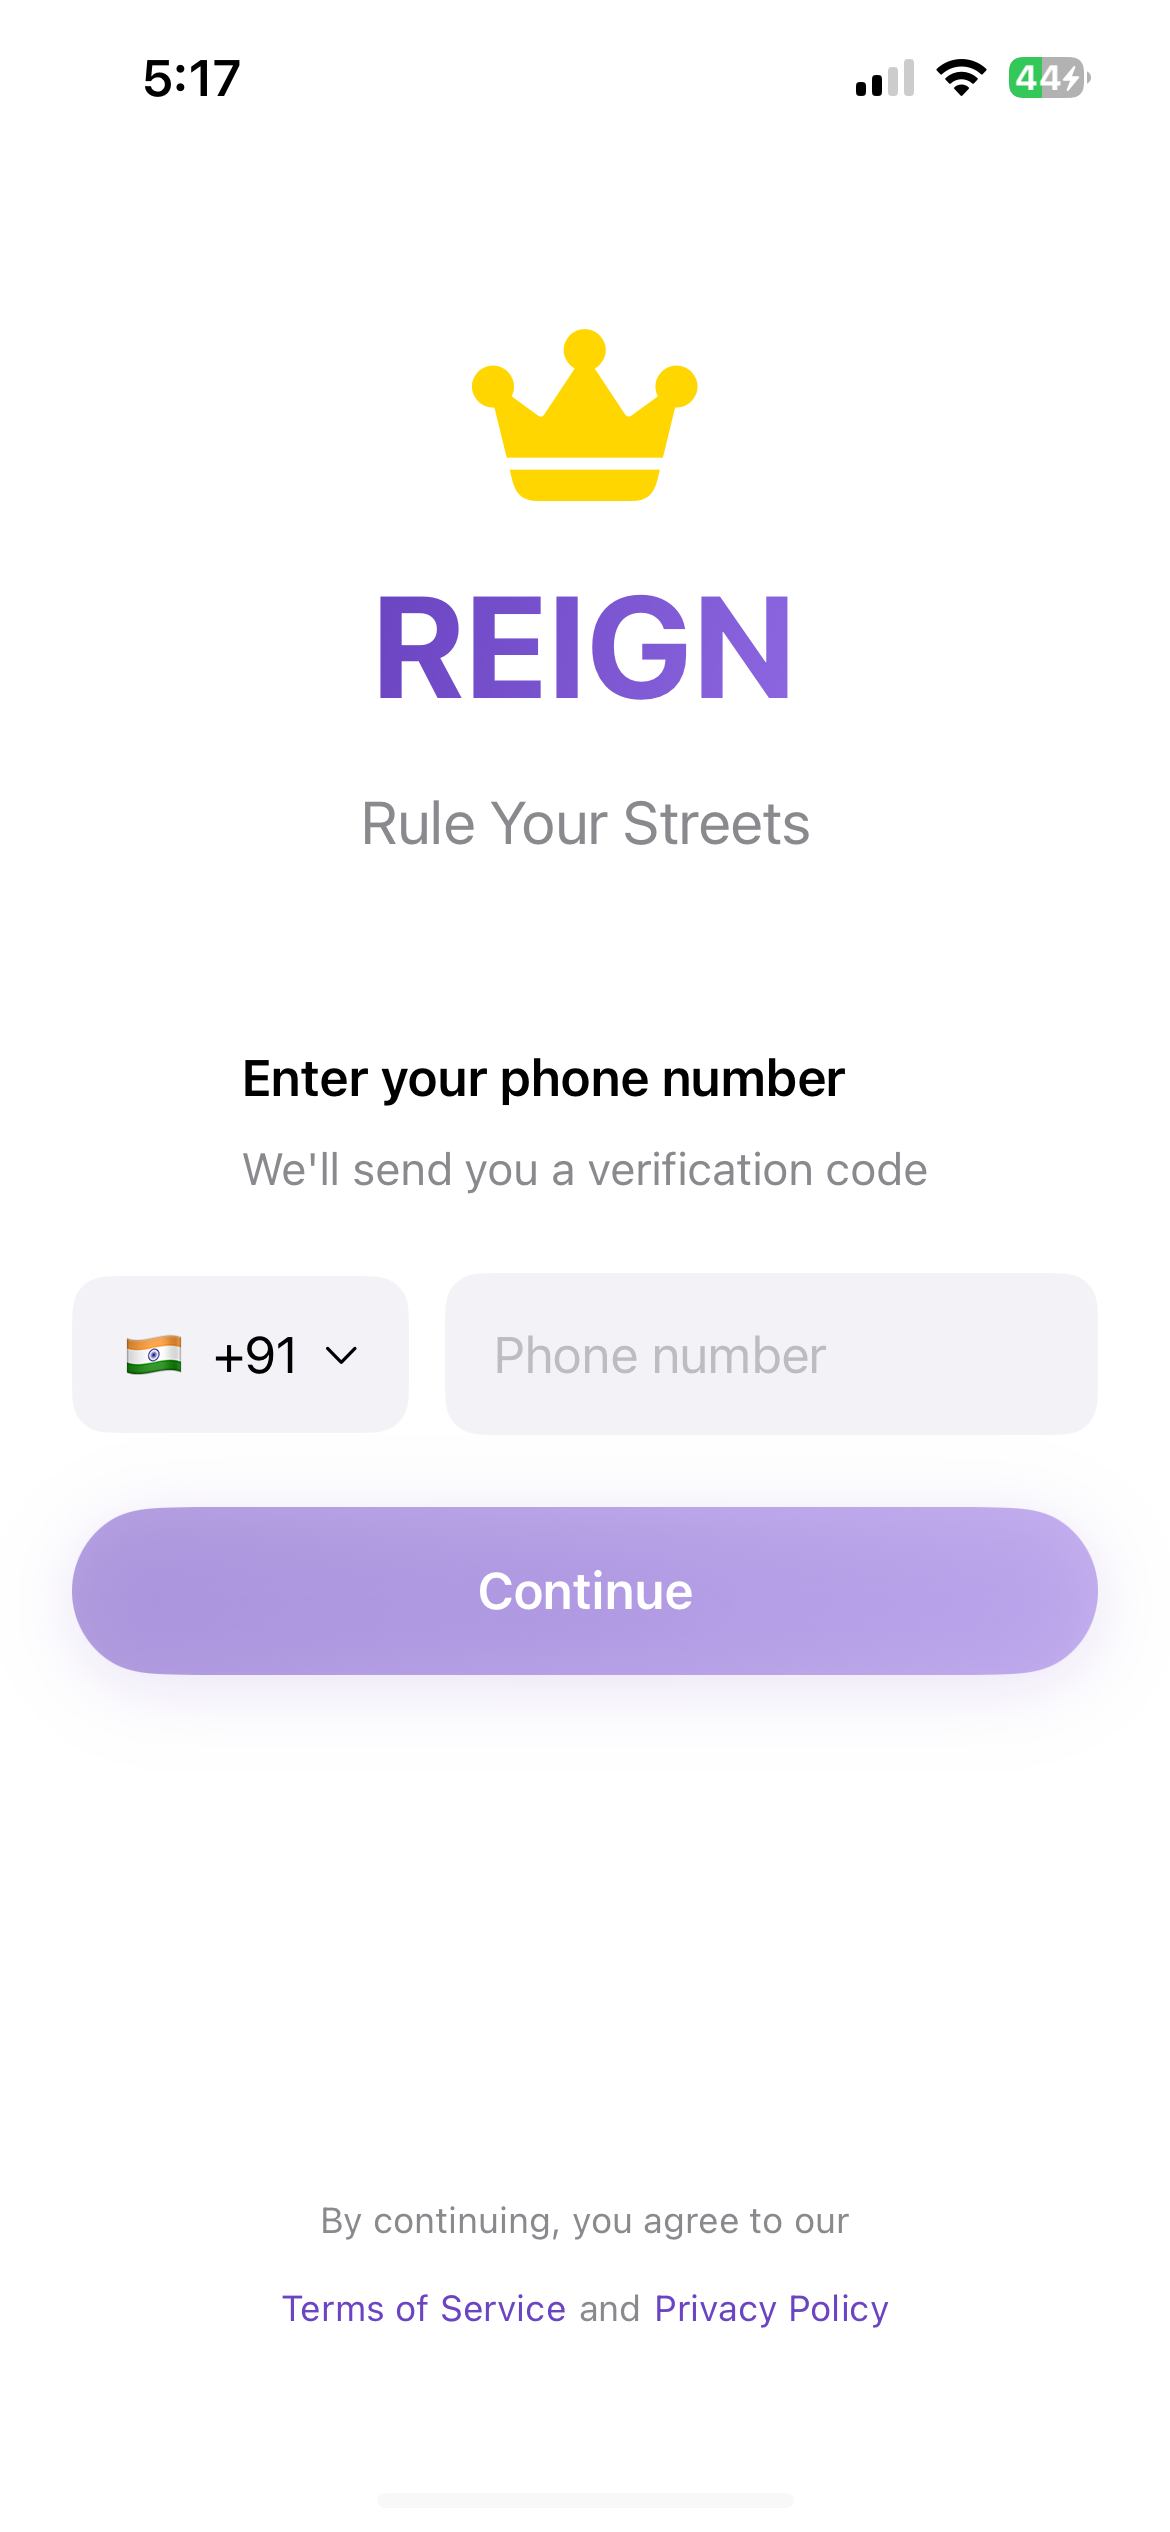 5:17
44
REIGN
Rule Your Streets
Enter your phone number
We'll send you a verification code
+91
Phone number
Continue
By continuing, you agree to our
Terms of Service and Privacy Policy